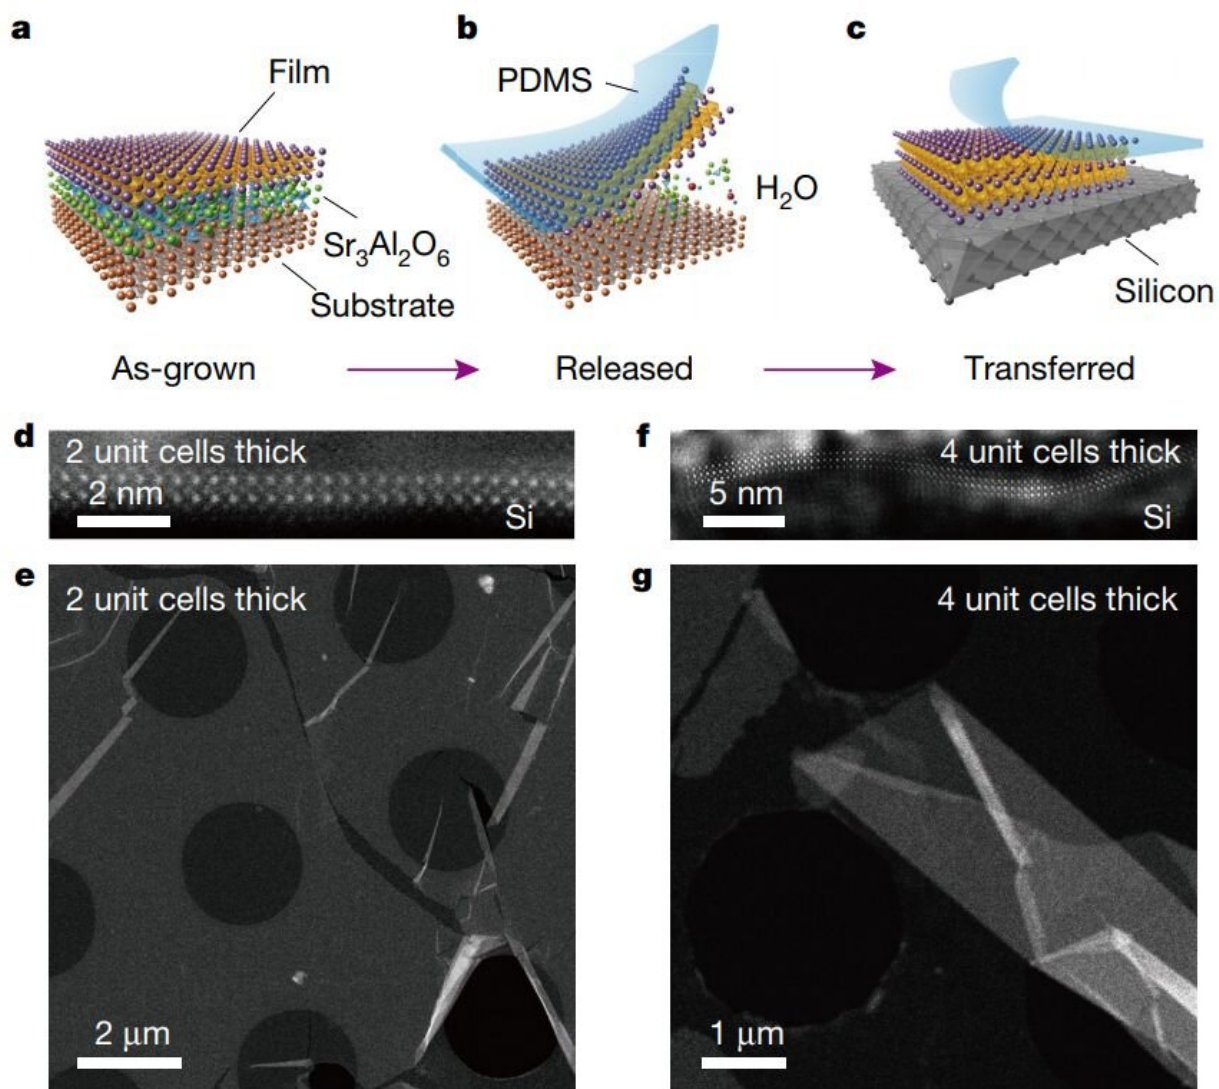 a
b
c
Film
PDMS
H₂O
Sr₃Al₂O₆
Substrate
Silicon
As-grown
Released
Transferred
d
2 unit cells thick
2 nm
Si
f
4 unit cells thick
5 nm
Si
e
2 unit cells thick
2 μm
g
4 unit cells thick
1 μm